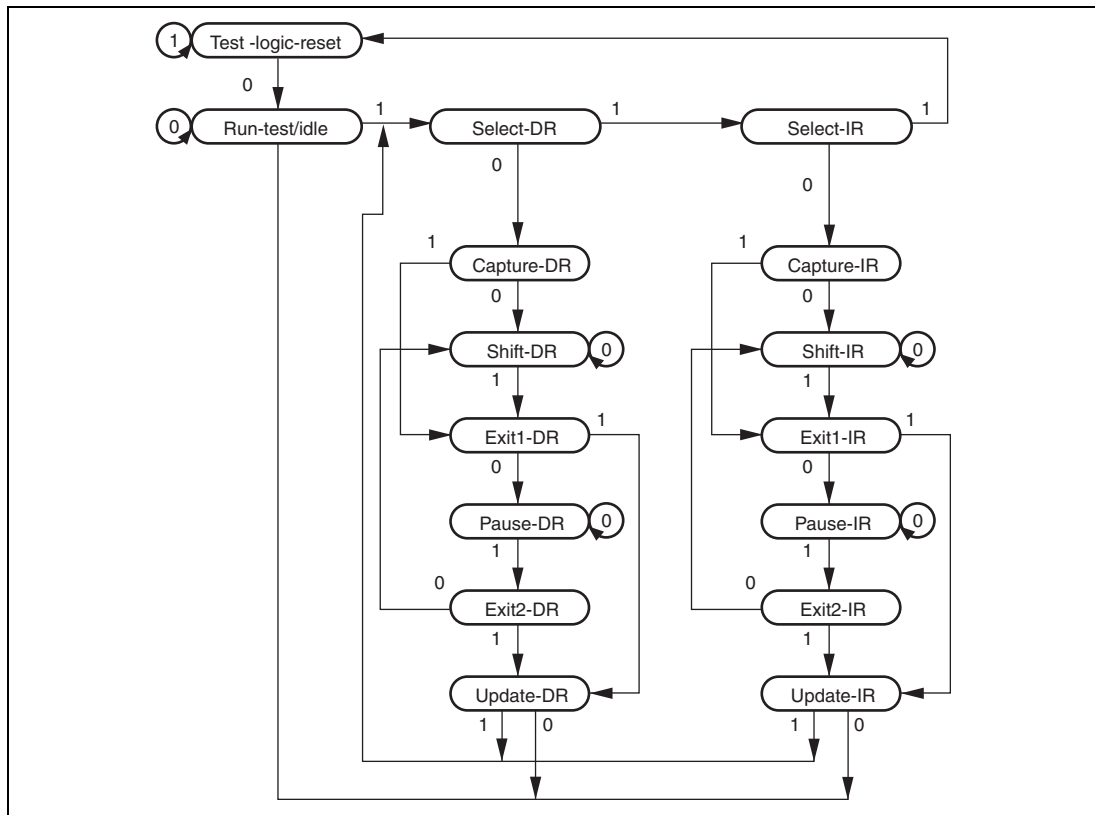 1
Test -logic-reset
0
0
Run-test/idle
1
Select-DR
1
Select-IR
1
0
0
1
Capture-DR
0
1
Capture-IR
0
Shift-DR
0
1
Shift-IR
0
1
Exit1-DR
1
0
Exit1-IR
1
0
Pause-DR
0
1
Pause-IR
0
1
0
Exit2-DR
1
0
Exit2-IR
1
Update-DR
1
0
Update-IR
1
0